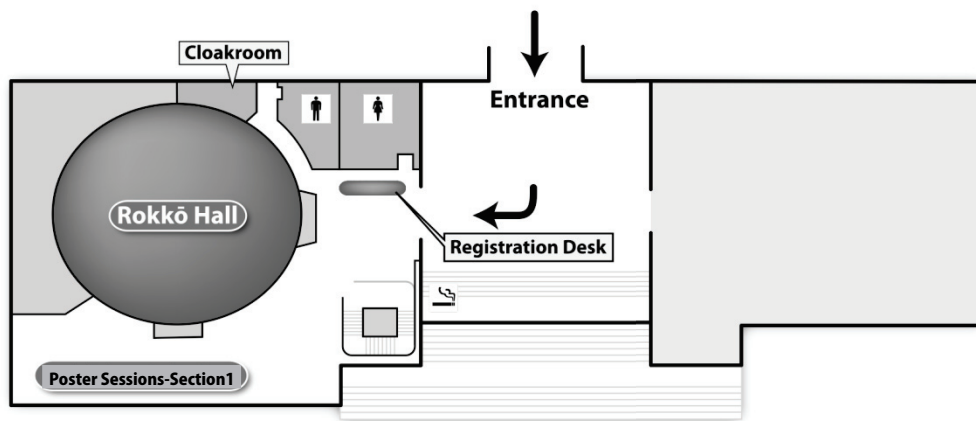 Cloakroom
Entrance
Rokkō Hall
Registration Desk
Poster Sessions-Section1